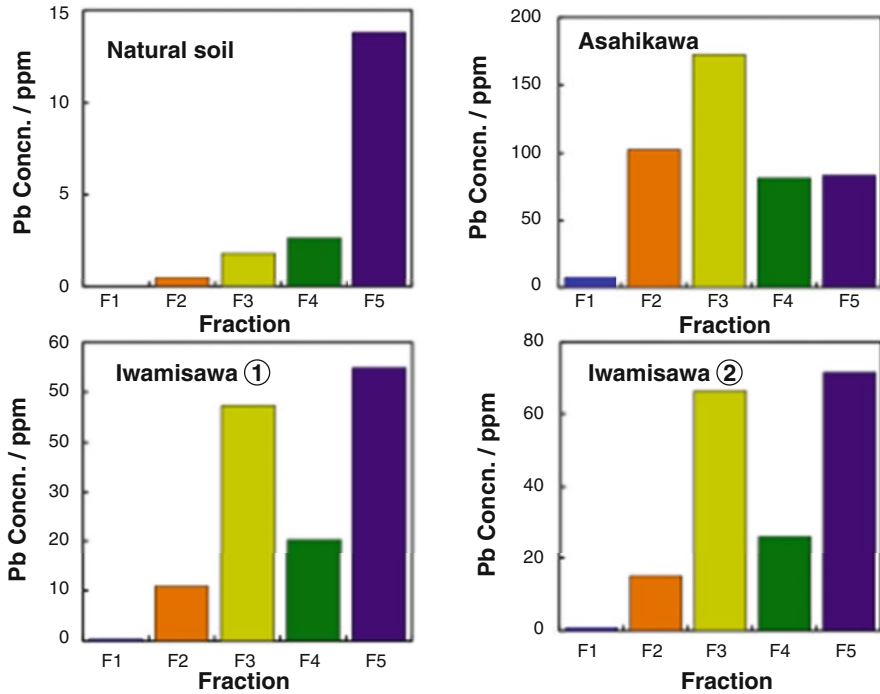 Natural soil
Pb Concn. / ppm
15
10
5
0
F1 F2 F3 F4 F5
Fraction
Asahikawa
Pb Concn. / ppm
200
150
100
50
0
F1 F2 F3 F4 F5
Fraction
Iwamisawa ①
Pb Concn. / ppm
60
50
50
30
20
10
0
F1 F2 F3 F4 F5
Fraction
Iwamisawa ②
Pb Concn. / ppm
80
60
40
20
0
F1 F2 F3 F4 F5
Fraction